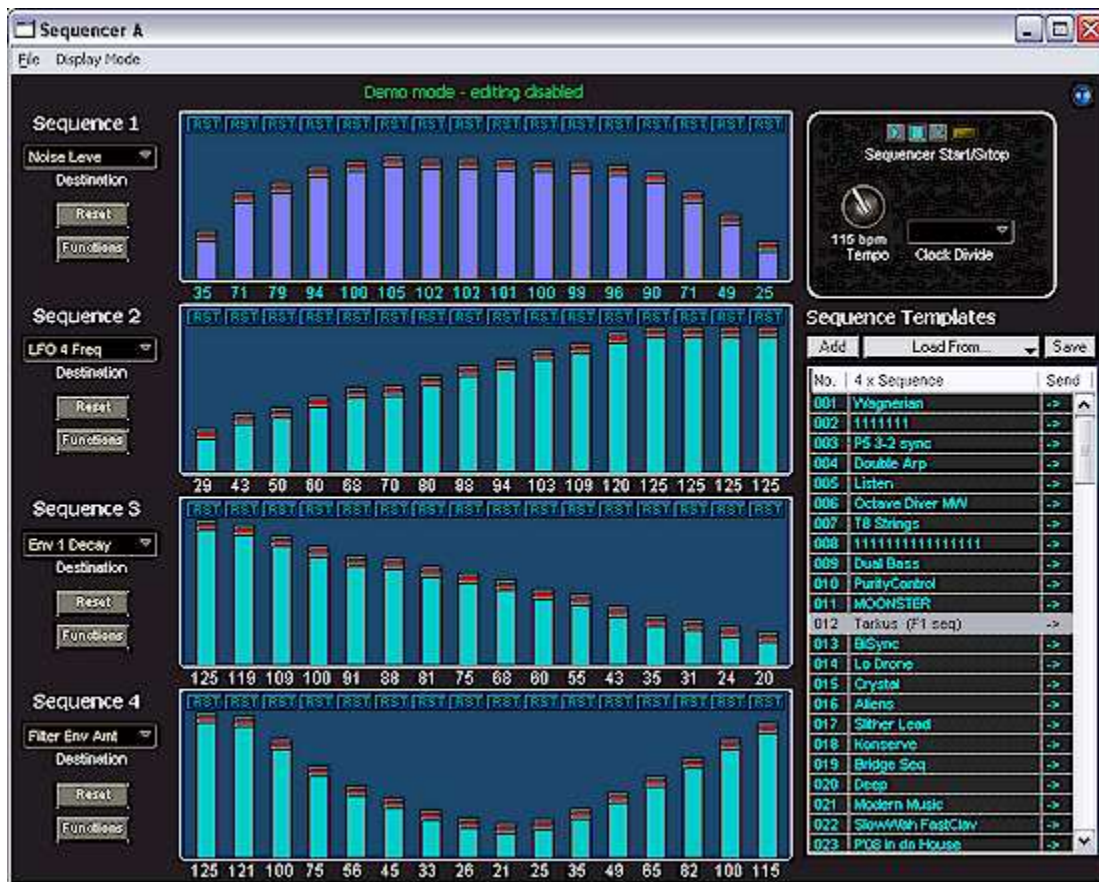 Sequencer A
File Display Mode
Demo mode - editing disabled
Sequence 1
Noise Leve
Destination
Reset
Functions
RST RST RST RST RST RST RST RST RST RST RST RST RST RST RST RST
35 71 79 94 100 105 102 102 101 100 99 96 90 71 49 25
Sequence 2
LFO 4 Freq
Destination
Reset
Functions
RST RST RST RST RST RST RST RST RST RST RST RST RST RST RST RST
29 43 50 60 68 70 80 88 94 103 109 120 125 125 125 125
Sequence 3
Env 1 Decay
Destination
Reset
Functions
RST RST RST RST RST RST RST RST RST RST RST RST RST RST RST RST
125 119 109 100 91 88 81 75 68 60 55 43 35 31 24 20
Sequence 4
Filter Env Amt
Destination
Reset
Functions
RST RST RST RST RST RST RST RST RST RST RST RST RST RST RST RST
125 121 100 75 56 45 33 26 21 25 35 49 65 82 100 115
Sequencer Start/Srtop
115 bpm
Tempo
Clock Divide
Sequence Templates
Add Load From... Save
No. 4 x Sequence Send
001 Wagnerian ->
002 1111111 ->
003 P5 3-2 sync ->
004 Double Arp ->
005 Listen ->
006 Octave Diver MW ->
007 T8 Strings ->
008 1111111111111111 ->
009 Dual Bass ->
010 PurityControl ->
011 MOONSTER ->
012 Tarkus (F1 seq) ->
013 BiSync ->
014 Lo Drone ->
015 Crystal ->
016 Aliens ->
017 Slither Lead ->
018 Konserve ->
019 Bridge Seq ->
020 Deep ->
021 Modern Music ->
022 SlowWah FastClav ->
023 P'08 in da House ->